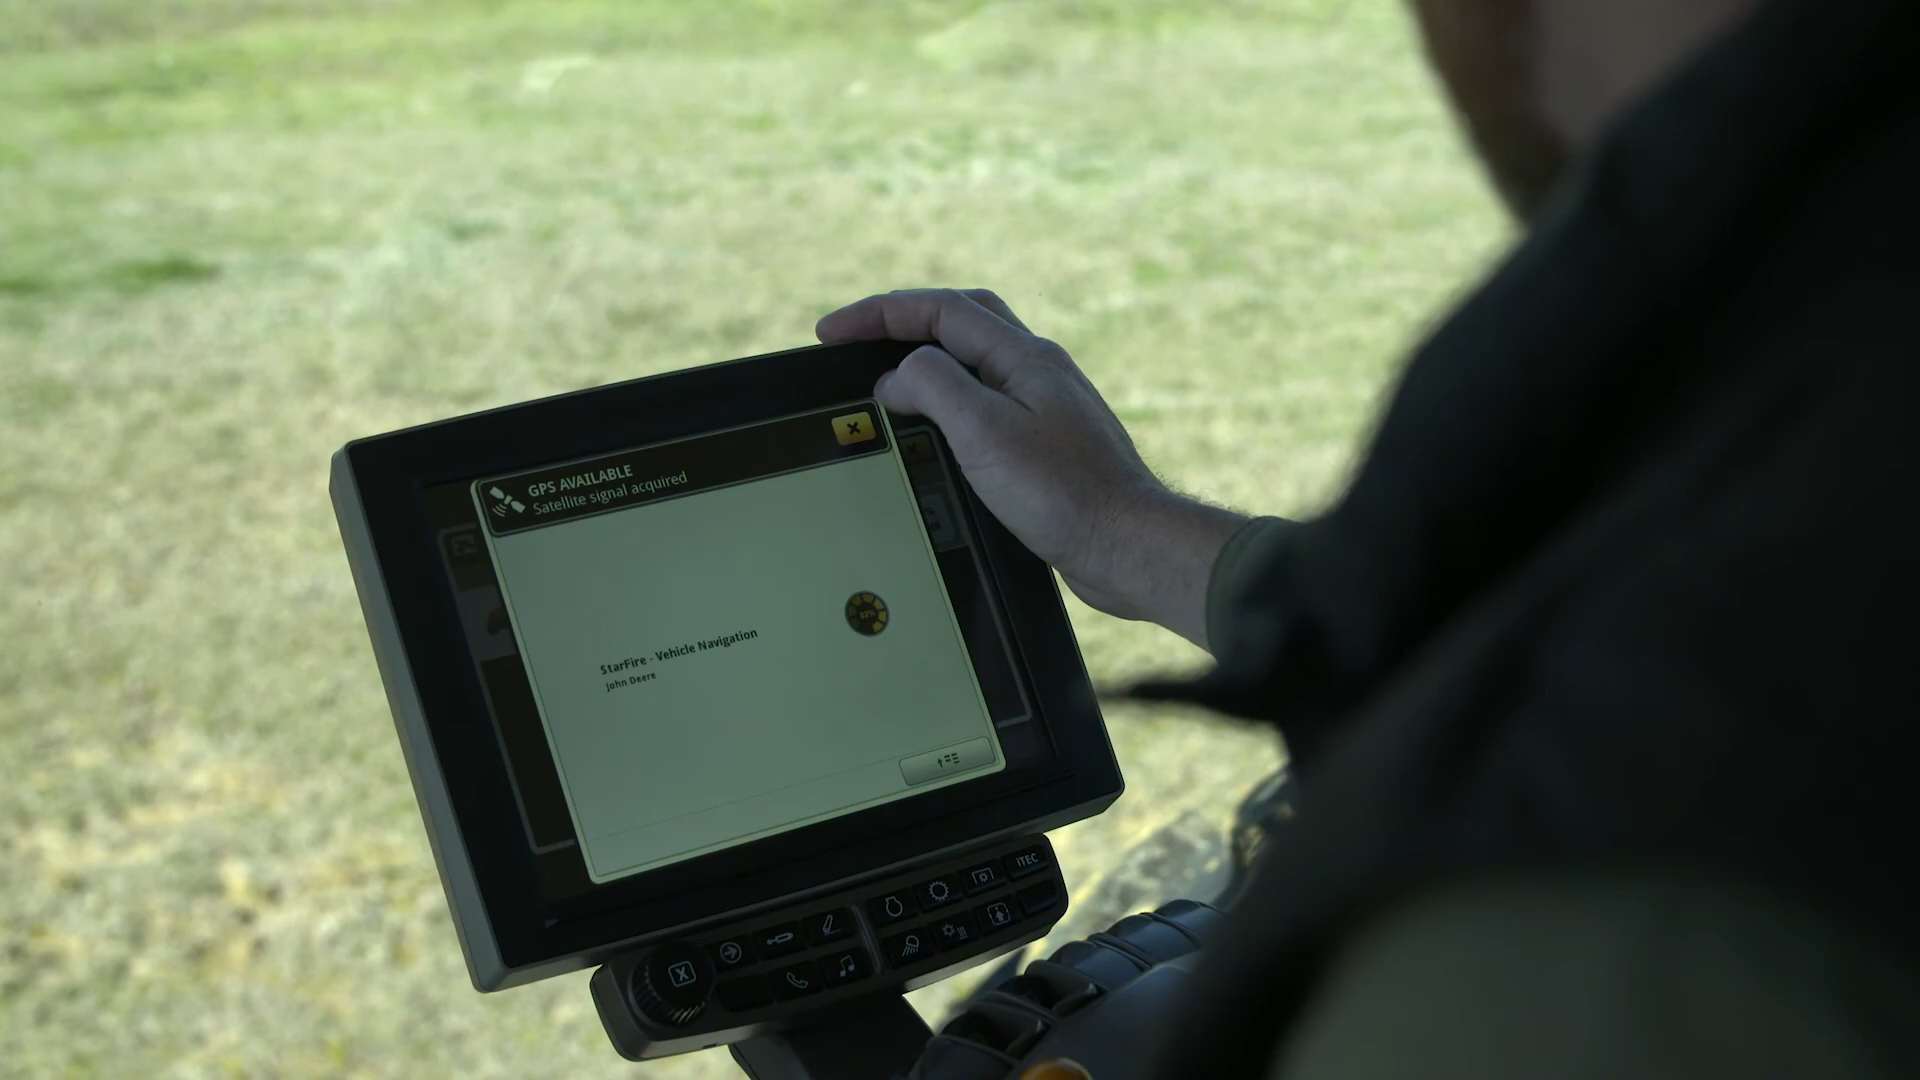 GPS AVAILABLE
Satellite signal acquired
StarFire - Vehicle Navigation
John Deere
iTEC